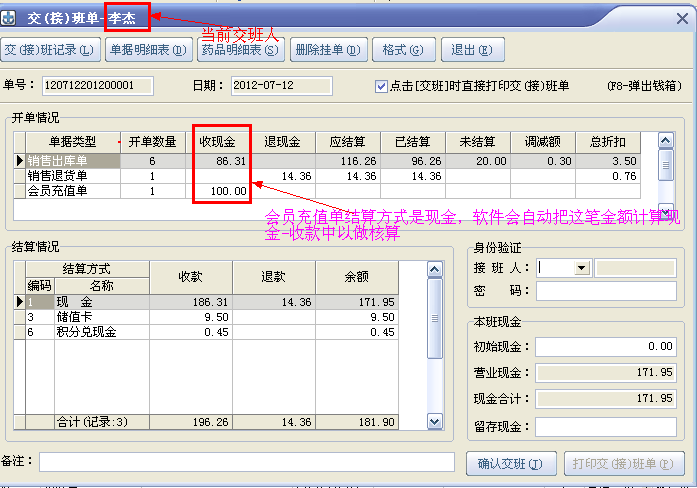 交(接)班单-李杰
当前交班人
交(接)班记录(L) 单据明细表(D) 药品明细表(S) 删除挂单(D) 格式(G) 退出(E)
单号： 120712201200001 日期： 2012-07-12 点击[交班]时直接打印交(接)班单 (F8-弹出钱箱)
开单情况
单据类型 开单数量 收现金 退现金 应结算 已结算 未结算 调减额 总折扣
销售出库单 6 86.31 116.26 96.26 20.00 0.30 3.50
销售退货单 1 14.36 14.36 14.36 0.76
会员充值单 1 100.00
会员充值单结算方式是现金，软件会自动把这笔金额计算现
金-收款中以做核算
结算情况
结算方式 收款 退款 余额
编码 名称
1 现　金 186.31 14.36 171.95
3 储值卡 9.50 9.50
6 积分兑现金 0.45 0.45
合计(记录:3) 196.26 14.36 181.90
身份验证
接 班 人：
密　　码：
本班现金
初始现金： 0.00
营业现金： 171.95
现金合计： 171.95
留存现金：
备注： 确认交班(T) 打印交(接)班单(P)